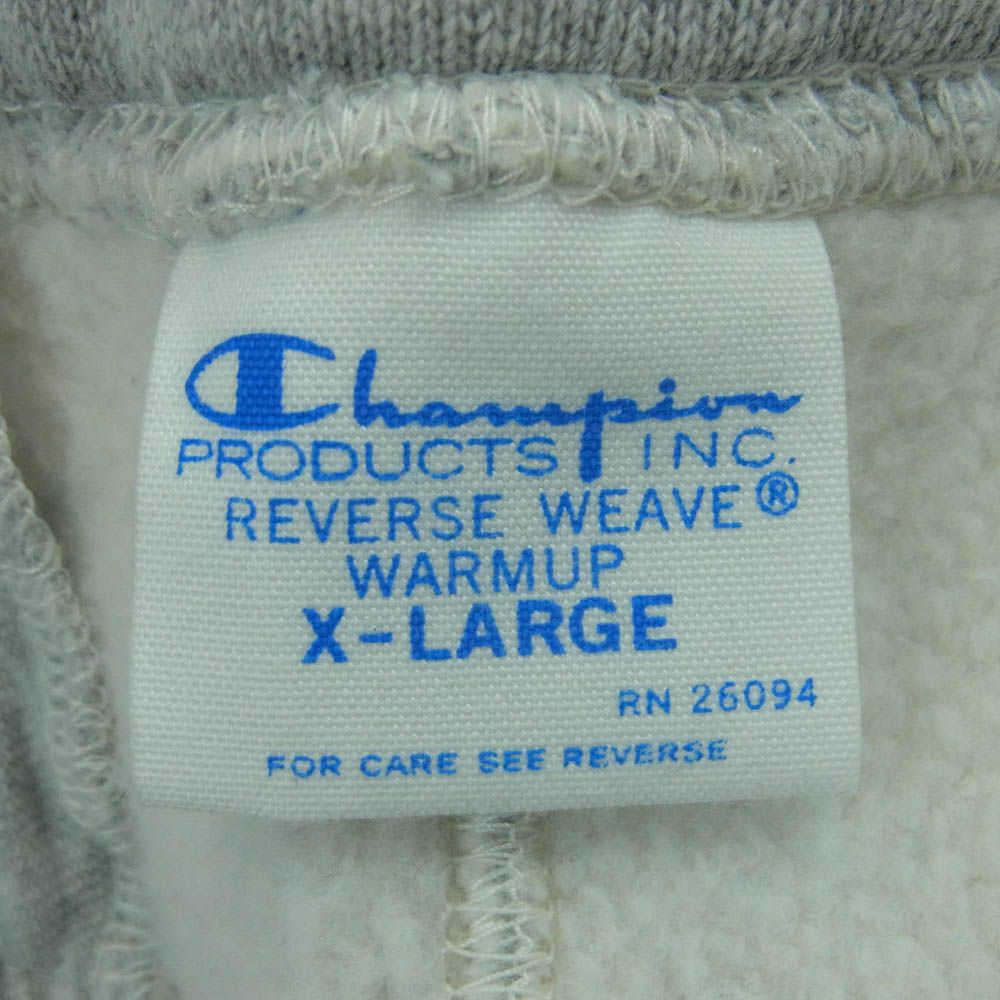 Champion
PRODUCTS INC.
REVERSE WEAVE®
WARMUP
X-LARGE
RN 26094
FOR CARE SEE REVERSE